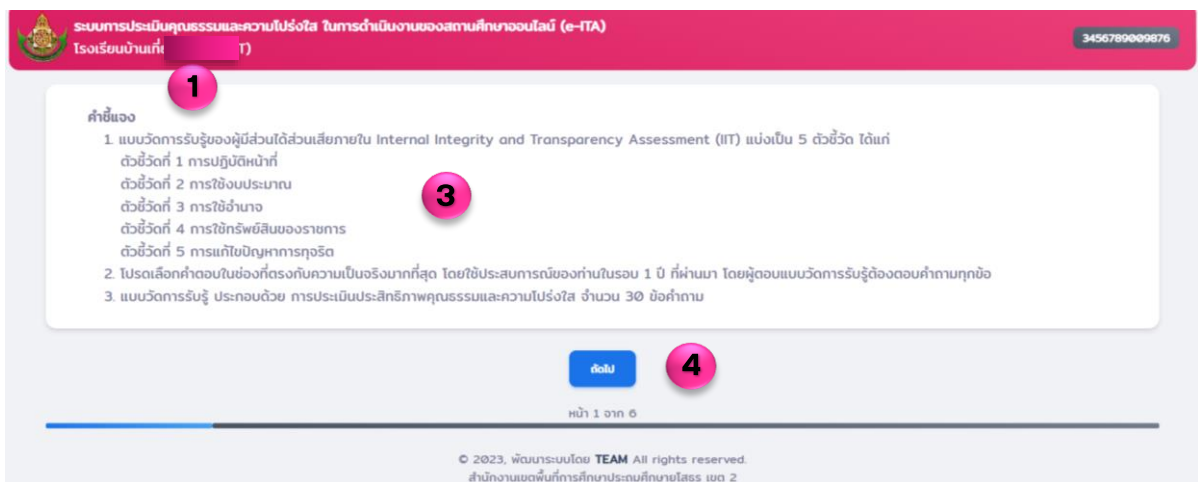 ระบบการประเมินคุณธรรมและความโปร่งใส ในการดำเนินงานของสถานศึกษาออนไลน์ (e-ITA)
โรงเรียนบ้านเกี่ T)
3456789009876
1
คำชี้แจง
1. แบบวัดการรับรู้ของผู้มีส่วนได้ส่วนเสียภายใน Internal Integrity and Transparency Assessment (IIT) แบ่งเป็น 5 ตัวชี้วัด ได้แก่
ตัวชี้วัดที่ 1 การปฏิบัติหน้าที่
ตัวชี้วัดที่ 2 การใช้งบประมาณ
3
ตัวชี้วัดที่ 3 การใช้อำนาจ
ตัวชี้วัดที่ 4 การใช้ทรัพย์สินของราชการ
ตัวชี้วัดที่ 5 การแก้ไขปัญหาการทุจริต
2. โปรดเลือกคำตอบในช่องที่ตรงกับความเป็นจริงมากที่สุด โดยใช้ประสบการณ์ของท่านในรอบ 1 ปี ที่ผ่านมา โดยผู้ตอบแบบวัดการรับรู้ต้องตอบคำถามทุกข้อ
3. แบบวัดการรับรู้ ประกอบด้วย การประเมินประสิทธิภาพคุณธรรมและความโปร่งใส จำนวน 30 ข้อคำถาม
ถัดไป
4
หน้า 1 จาก 6
© 2023, พัฒนาระบบโดย TEAM All rights reserved.
สำนักงานเขตพื้นที่การศึกษาประถมศึกษายโสธร เขต 2